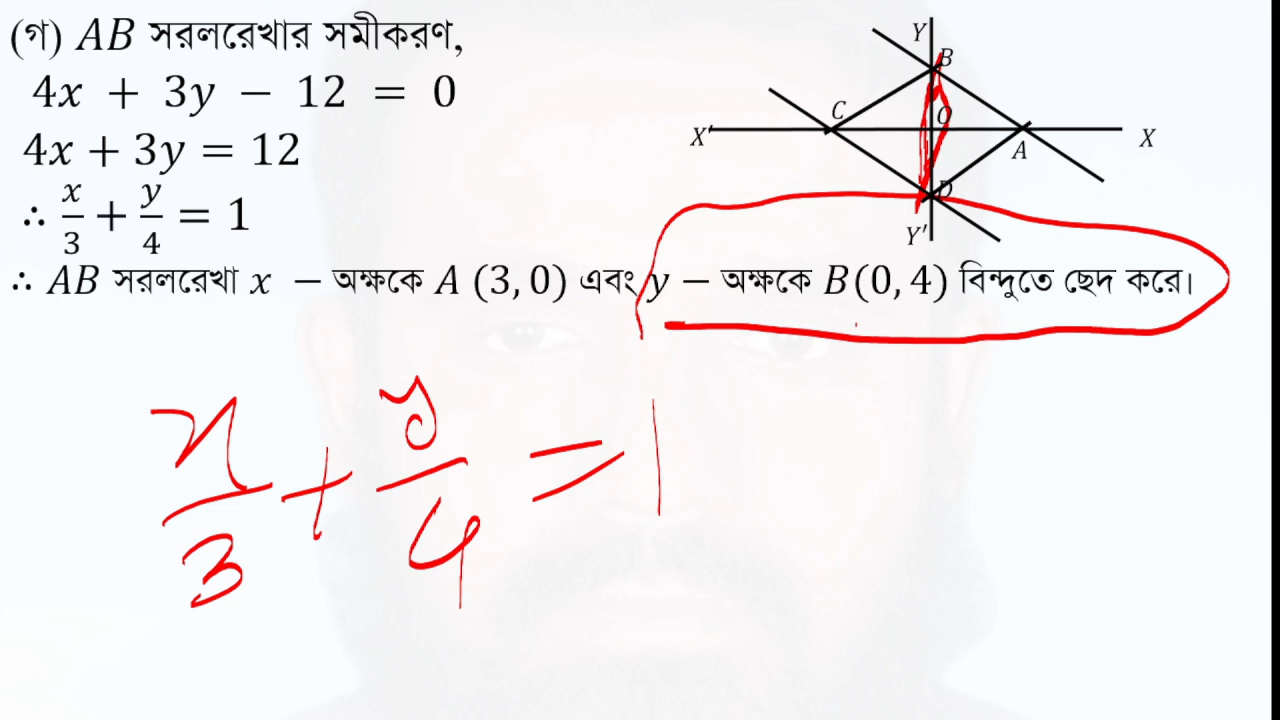 (গ) AB সরলরেখার সমীকরণ,
4x + 3y − 12 = 0
4x + 3y = 12
∴ x/3 + y/4 = 1
∴ AB সরলরেখা x − অক্ষকে A (3, 0) এবং y − অক্ষকে B(0, 4) বিন্দুতে ছেদ করে।
Y
B
C
O
X′
A
X
D
Y′
x/3 + y/4 = 1